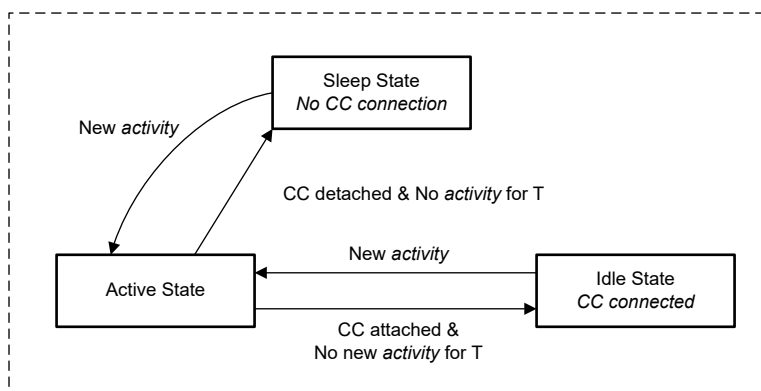 Sleep State
No CC connection
New activity
CC detached & No activity for T
New activity
Active State
Idle State
CC connected
CC attached &
No new activity for T